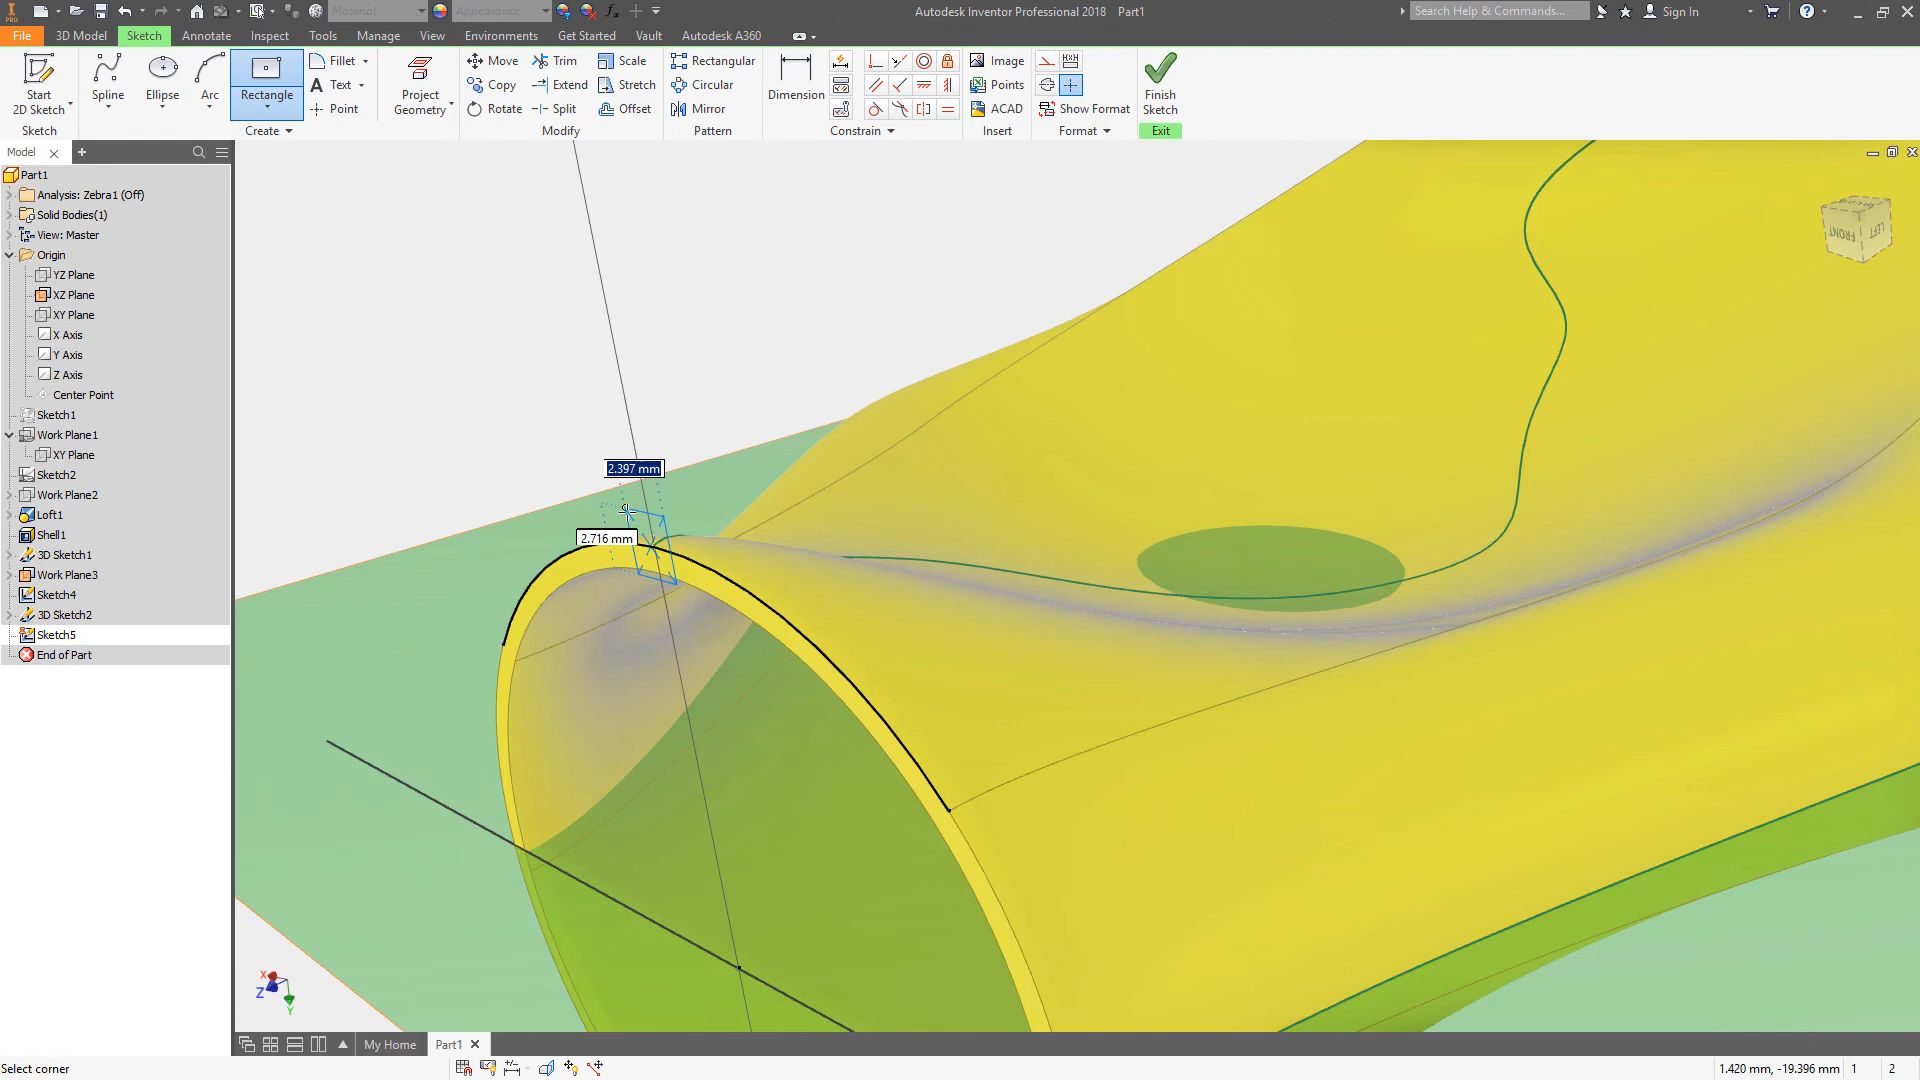 PRO
Material
Appearance
Autodesk Inventor Professional 2018 Part1
Search Help & Commands...
Sign In
File
3D Model
Sketch
Annotate
Inspect
Tools
Manage
View
Environments
Get Started
Vault
Autodesk A360
Start
2D Sketch
Spline
Ellipse
Arc
Rectangle
Fillet
Text
Point
Project
Geometry
Move
Copy
Rotate
Trim
Extend
Split
Scale
Stretch
Offset
Rectangular
Circular
Mirror
Dimension
Image
Points
ACAD
Show Format
Finish
Sketch
Sketch
Create
Modify
Pattern
Constrain
Insert
Format
Exit
Model
Part1
Analysis: Zebra1 (Off)
Solid Bodies(1)
View: Master
Origin
YZ Plane
XZ Plane
XY Plane
X Axis
Y Axis
Z Axis
Center Point
Sketch1
Work Plane1
XY Plane
Sketch2
Work Plane2
Loft1
Shell1
3D Sketch1
Work Plane3
Sketch4
3D Sketch2
Sketch5
End of Part
FRONT
LEFT
2.397 mm
2.716 mm
X
Z
Y
My Home
Part1
Select corner
1.420 mm, -19.396 mm 1 2